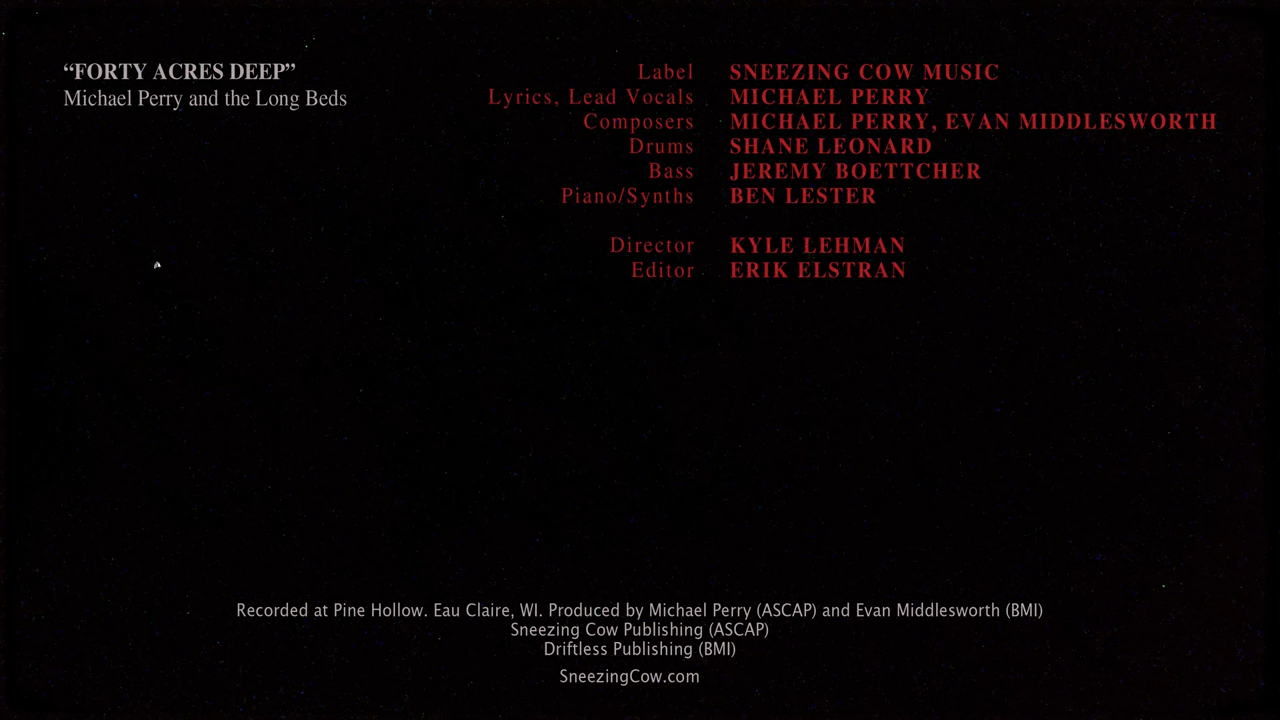 “FORTY ACRES DEEP”
Michael Perry and the Long Beds
Label SNEEZING COW MUSIC
Lyrics, Lead Vocals MICHAEL PERRY
Composers MICHAEL PERRY, EVAN MIDDLESWORTH
Drums SHANE LEONARD
Bass JEREMY BOETTCHER
Piano/Synths BEN LESTER
Director KYLE LEHMAN
Editor ERIK ELSTRAN
Recorded at Pine Hollow. Eau Claire, WI. Produced by Michael Perry (ASCAP) and Evan Middlesworth (BMI)
Sneezing Cow Publishing (ASCAP)
Driftless Publishing (BMI)
SneezingCow.com